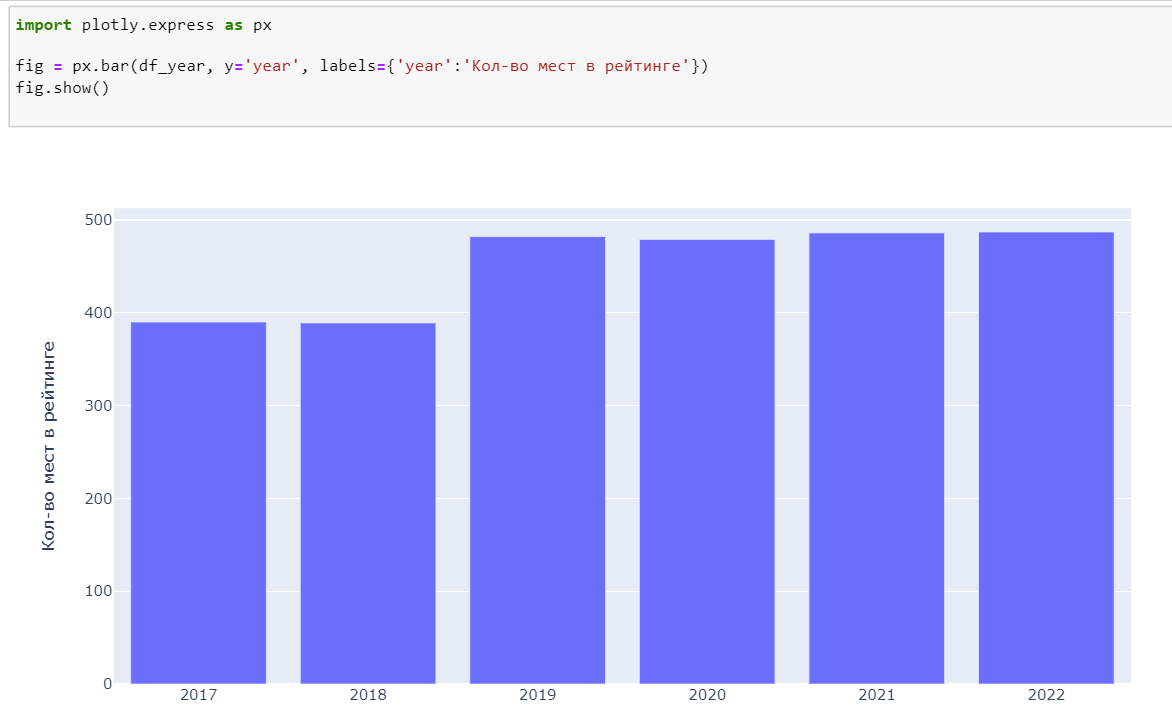 import plotly.express as px
fig = px.bar(df_year, y='year', labels={'year':'Кол-во мест в рейтинге'})
fig.show()
500
400
300
200
100
0
Кол-во мест в рейтинге
2017 2018 2019 2020 2021 2022